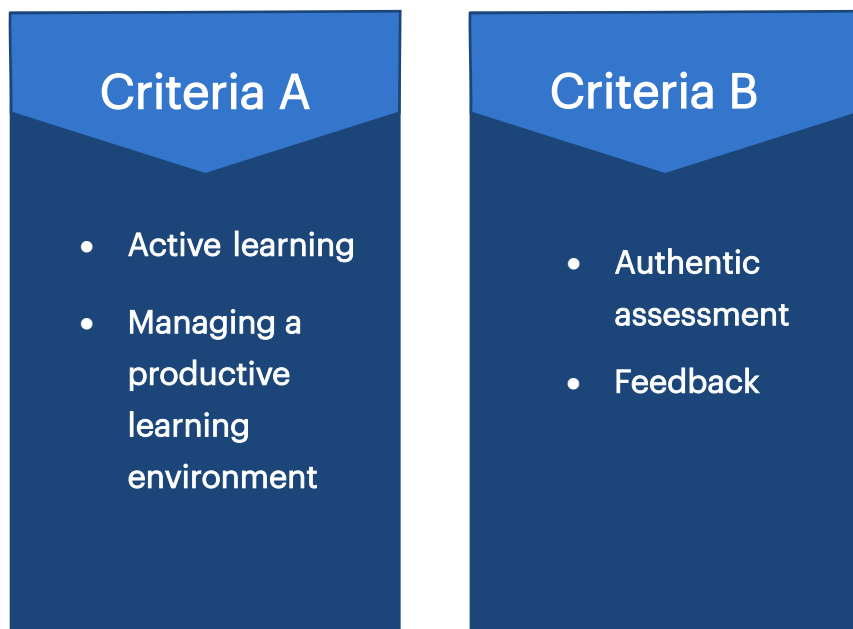 Criteria A
• Active learning
• Managing a
productive
learning
environment
Criteria B
• Authentic
assessment
• Feedback